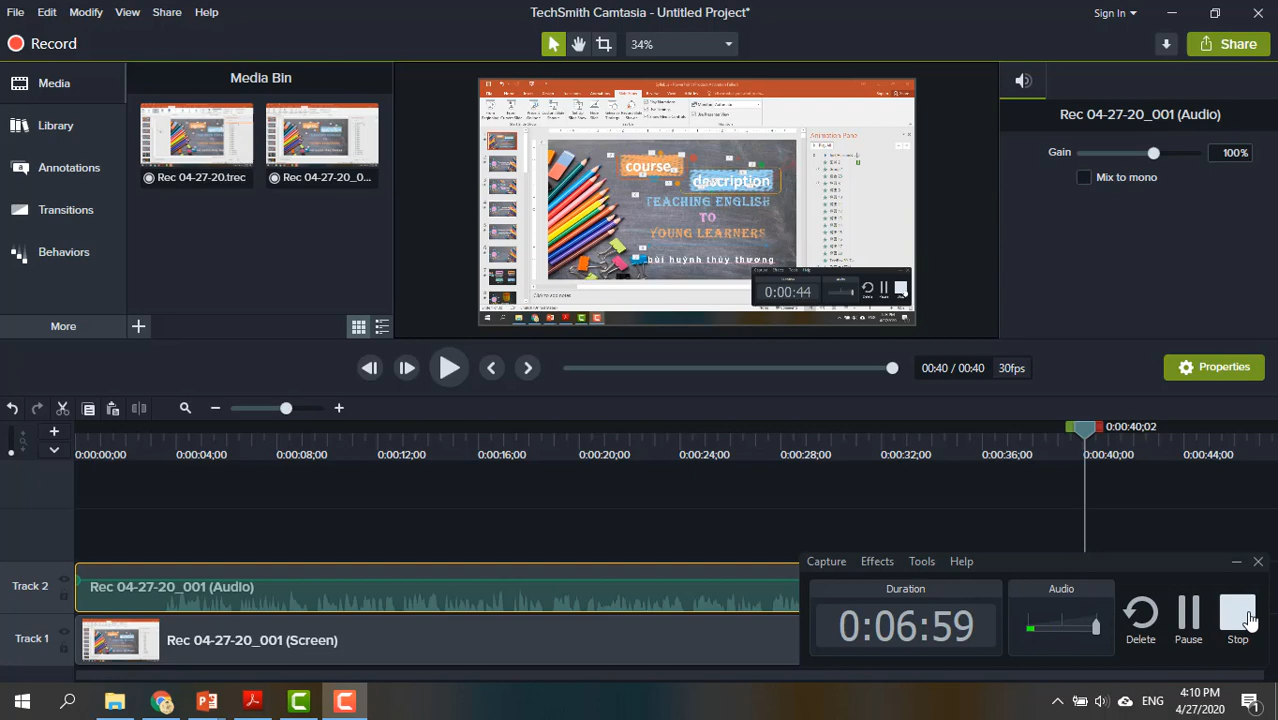 File Edit Modify View Share Help
TechSmith Camtasia - Untitled Project*
Sign In
Record
34%
Share
Media
Library
Annotations
Transitions
Behaviors
More
Media Bin
Rec 04-27-20.trec
Rec 04-27-20_0...
course
description
TEACHING ENGLISH
TO
YOUNG LEARNERS
bùi huỳnh thúy thương
Animation Pane
0:00:44
Rec 04-27-20_001 (Audio)
Gain
100%
Mix to mono
00:40 / 00:40
30fps
Properties
0:00:40;02
0:00:00;00 0:00:04;00 0:00:08;00 0:00:12;00 0:00:16;00 0:00:20;00 0:00:24;00 0:00:28;00 0:00:32;00 0:00:36;00 0:00:40;00 0:00:44;00
Track 2
Rec 04-27-20_001 (Audio)
Track 1
Rec 04-27-20_001 (Screen)
Capture Effects Tools Help
Duration
0:06:59
Audio
Delete
Pause
Stop
ENG
4:10 PM
4/27/2020
1